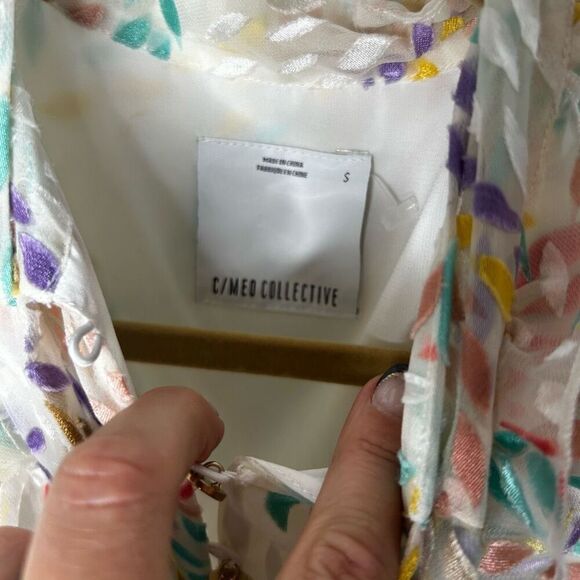 MADE IN CHINA
FABRIQUE EN CHINE
S
C/MEO COLLECTIVE